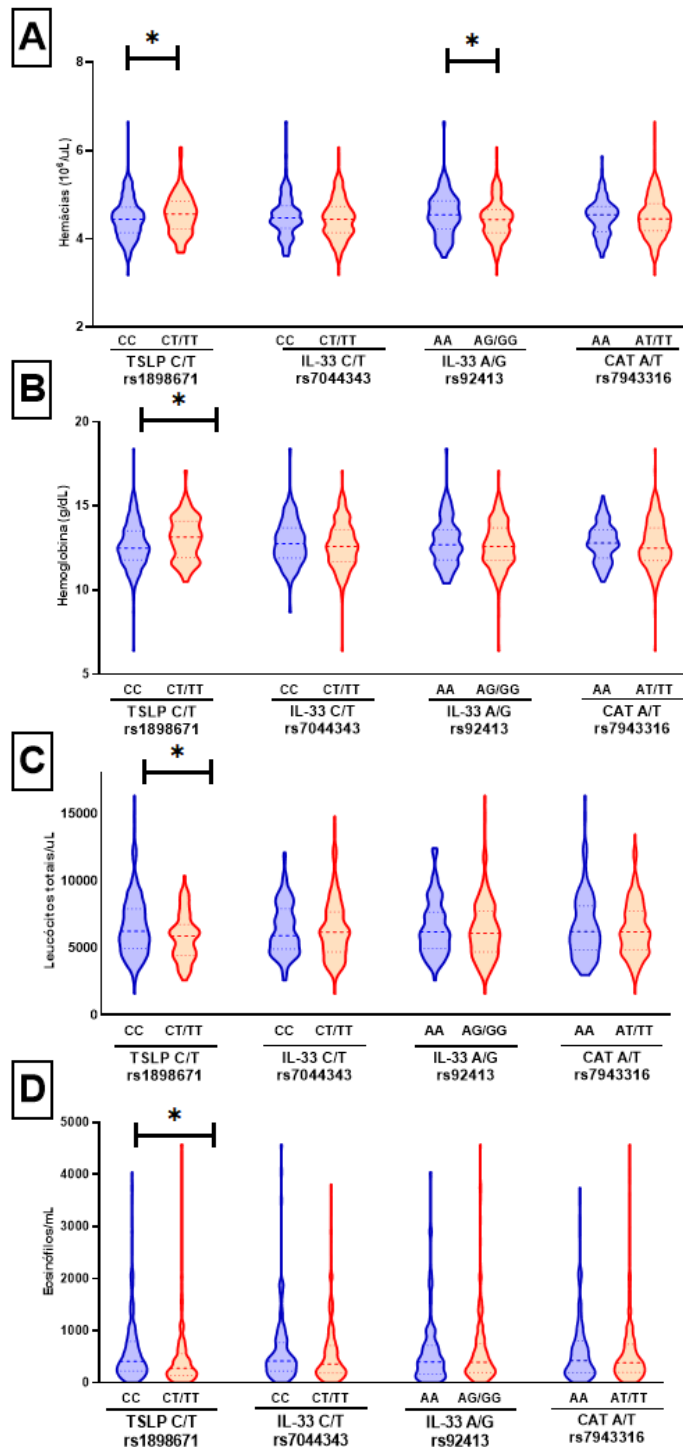 A
*
*
Hemácias (10⁶/uL)
8
6
4
2
CC CT/TT CC CT/TT AA AG/GG AA AT/TT
TSLP C/T IL-33 C/T IL-33 A/G CAT A/T
rs1898671 rs7044343 rs92413 rs7943316
B
*
Hemoglobina (g/dL)
20
15
10
5
CC CT/TT CC CT/TT AA AG/GG AA AT/TT
TSLP C/T IL-33 C/T IL-33 A/G CAT A/T
rs1898671 rs7044343 rs92413 rs7943316
C
*
Leucócitos totais/uL
15000
10000
5000
0
CC CT/TT CC CT/TT AA AG/GG AA AT/TT
TSLP C/T IL-33 C/T IL-33 A/G CAT A/T
rs1898671 rs7044343 rs92413 rs7943316
D
*
Eosinófilos/mL
5000
4000
3000
2000
1000
0
CC CT/TT CC CT/TT AA AG/GG AA AT/TT
TSLP C/T IL-33 C/T IL-33 A/G CAT A/T
rs1898671 rs7044343 rs92413 rs7943316